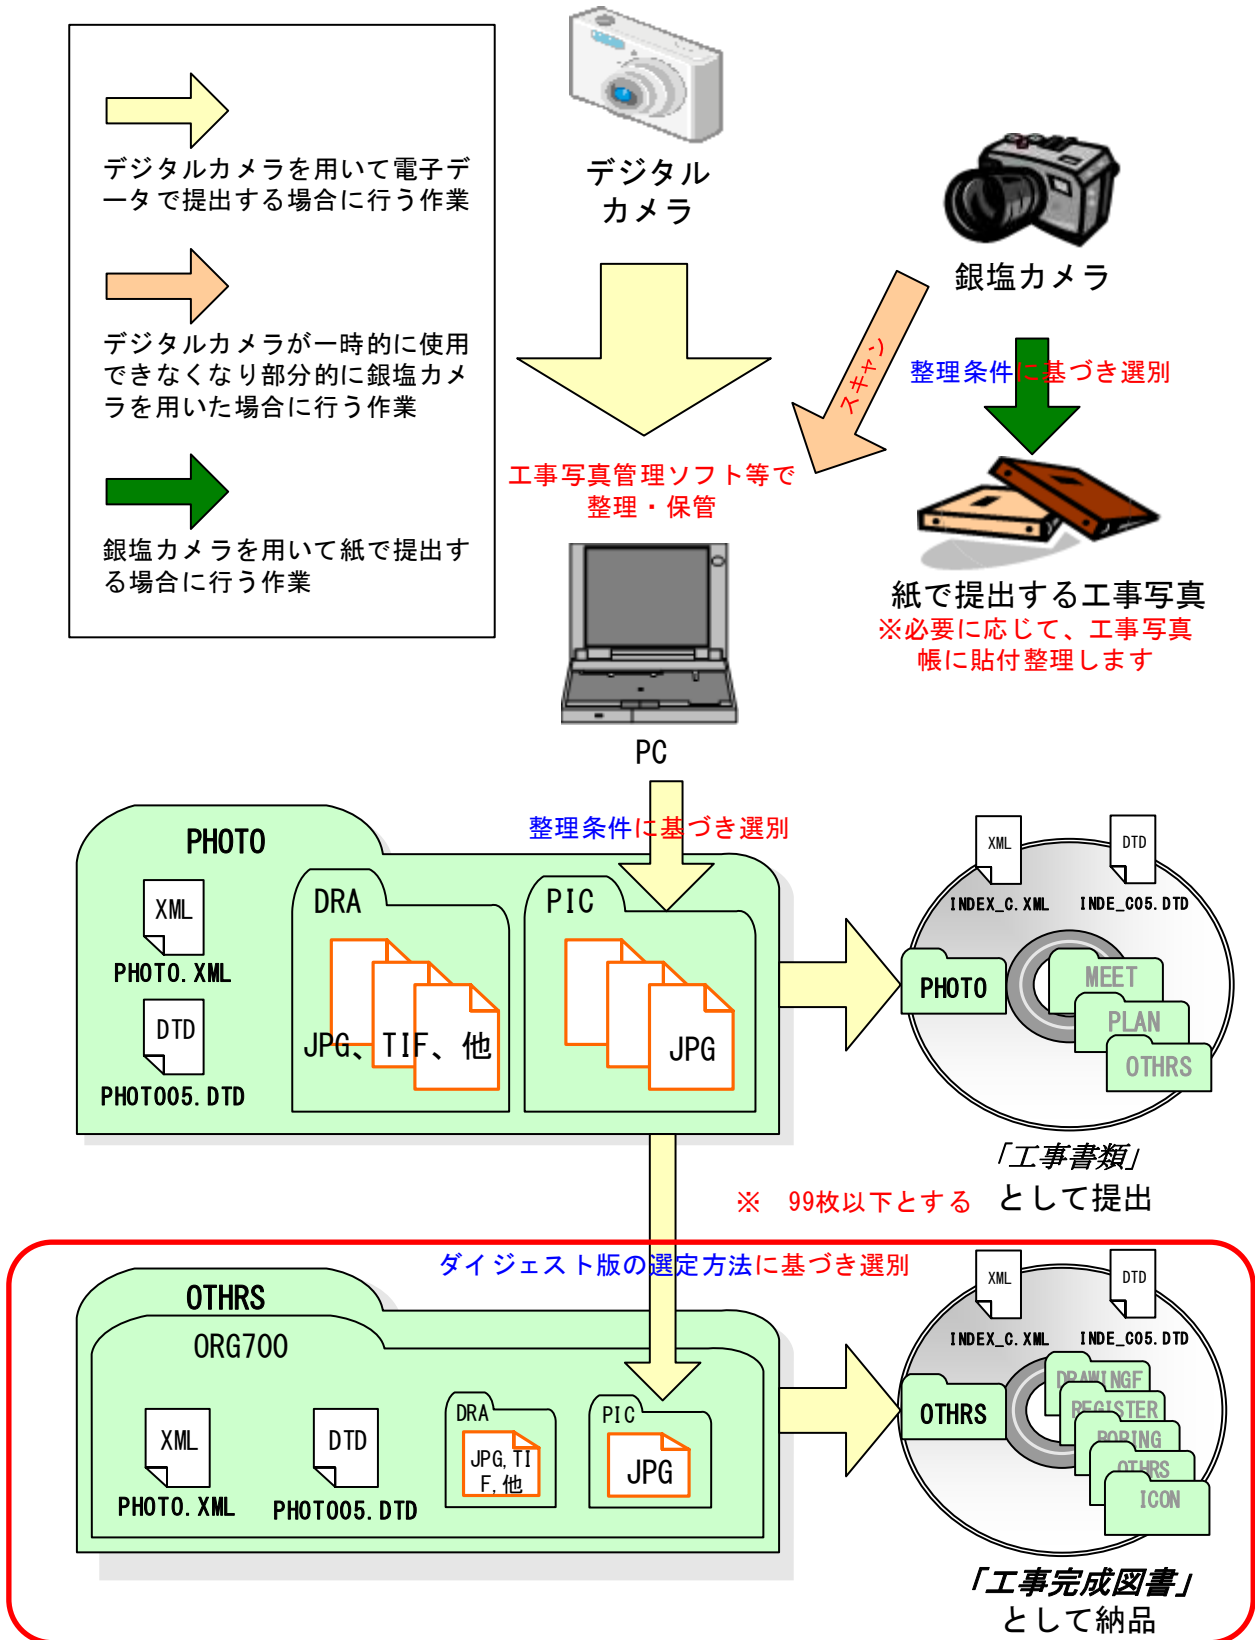 デジタルカメラを用いて電子デ
ータで提出する場合に行う作業
デジタルカメラが一時的に使用
できなくなり部分的に銀塩カメ
ラを用いた場合に行う作業
銀塩カメラを用いて紙で提出す
る場合に行う作業
デジタル
カメラ
銀塩カメラ
スキャン
整理条件に基づき選別
工事写真管理ソフト等で
整理・保管
紙で提出する工事写真
※必要に応じて、工事写真
帳に貼付整理します
PC
整理条件に基づき選別
PHOTO
XML
PHOTO.XML
DTD
PHOTO05.DTD
DRA
JPG、TIF、他
PIC
JPG
XML
INDEX_C.XML
DTD
INDE_C05.DTD
PHOTO
MEET
PLAN
OTHRS
「工事書類」
として提出
※ 99枚以下とする
ダイジェスト版の選定方法に基づき選別
OTHRS
ORG700
XML
PHOTO.XML
DTD
PHOTO05.DTD
DRA
JPG,TI
F,他
PIC
JPG
XML
INDEX_C.XML
DTD
INDE_C05.DTD
OTHRS
DRAWINGF
REGISTER
BORING
OTHRS
ICON
「工事完成図書」
として納品